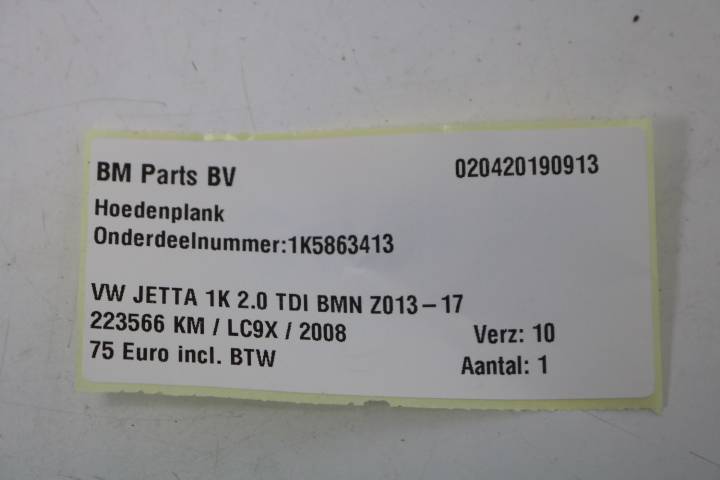 BM Parts BV 020420190913
Hoedenplank
Onderdeelnummer:1K5863413
VW JETTA 1K 2.0 TDI BMN Z013-17
223566 KM / LC9X / 2008 Verz: 10
75 Euro incl. BTW Aantal: 1